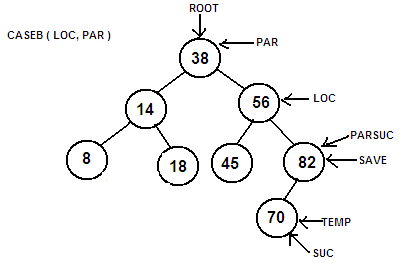 ROOT
CASEB ( LOC, PAR )
PAR
38
14
56
LOC
PARSUC
8
18
45
82
SAVE
70
TEMP
SUC